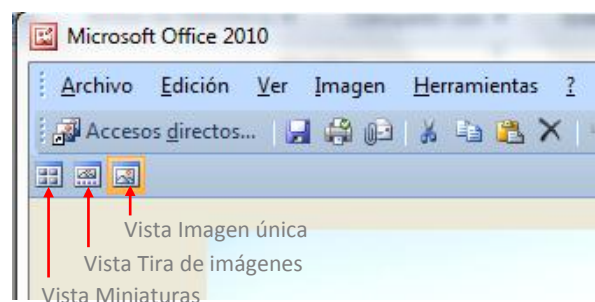 Microsoft Office 2010
Archivo Edición Ver Imagen Herramientas ?
Accesos directos...
Vista Imagen única
Vista Tira de imágenes
Vista Miniaturas